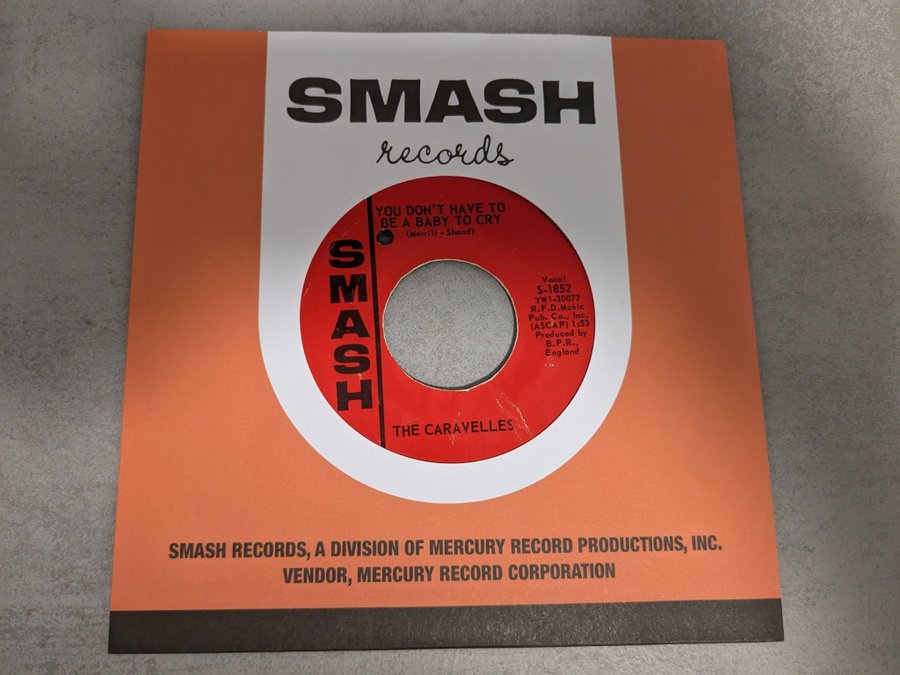 SMASH
records
YOU DON'T HAVE TO
BE A BABY TO CRY
(Merrill - Shand)
SMASH
Vocal
S-1852
YW1-30077
R.F.D. Music
Pub. Co., Inc.
(ASCAP) 1:53
Produced by
B.P.R.,
England
THE CARAVELLES
SMASH RECORDS, A DIVISION OF MERCURY RECORD PRODUCTIONS, INC.
VENDOR, MERCURY RECORD CORPORATION